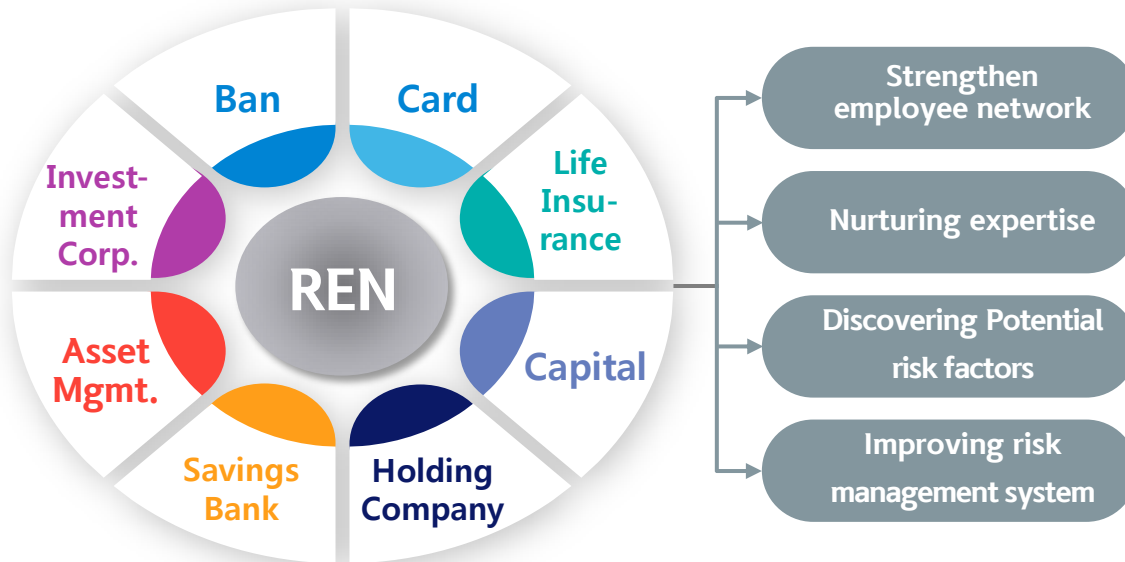 Ban
Card
Invest-
ment
Corp.
Life
Insu-
rance
REN
Asset
Mgmt.
Capital
Savings
Bank
Holding
Company
Strengthen
employee network
Nurturing expertise
Discovering Potential
risk factors
Improving risk
management system